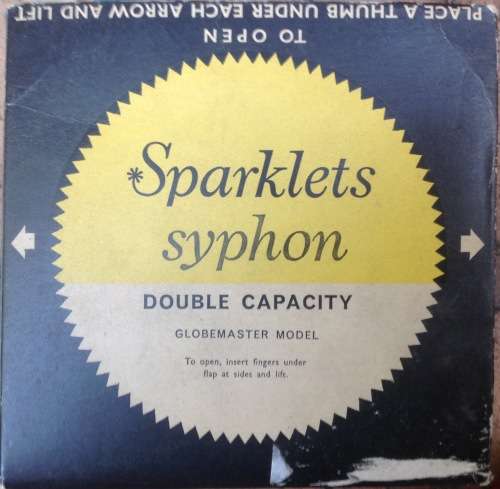 PLACE A THUMB UNDER EACH ARROW AND LIFT
TO OPEN
*Sparklets
syphon
DOUBLE CAPACITY
GLOBEMASTER MODEL
To open, insert fingers under
flap at sides and lift.